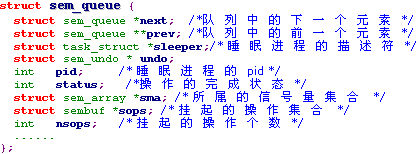 struct sem_queue {
struct sem_queue *next; /*队列中的下一个元素 */
struct sem_queue **prev; /*队列中的前一个元素 */
struct task_struct *sleeper;/*睡眠进程的描述符 */
struct sem_undo * undo;
int pid; /*睡眠进程的 pid*/
int status; /*操作的完成状态 */
struct sem_array *sma; /*所属的信号量集合 */
struct sembuf *sops; /*挂起的操作集合 */
int nsops; /*挂起的操作个数 */
......
};